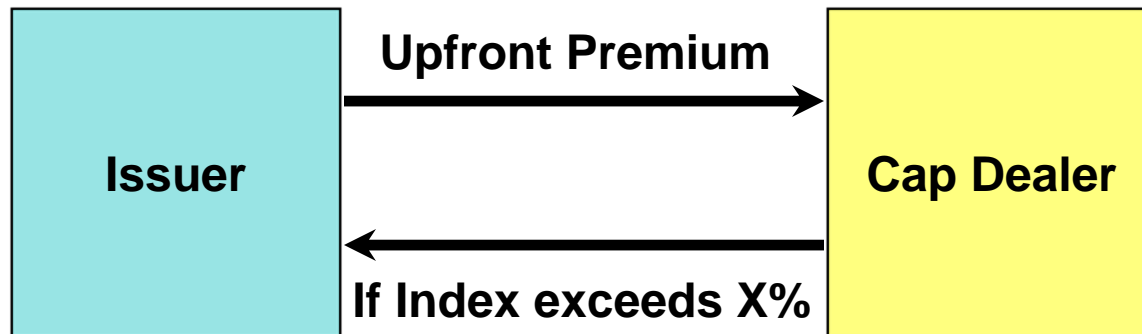 Upfront Premium
Issuer
Cap Dealer
If Index exceeds X%